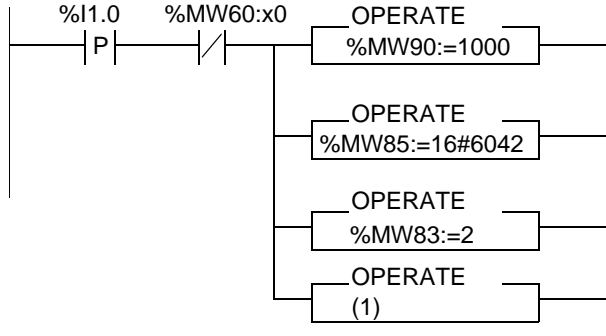 %I1.0 %MW60:x0 OPERATE
P %MW90:=1000
OPERATE
%MW85:=16#6042
OPERATE
%MW83:=2
OPERATE
(1)